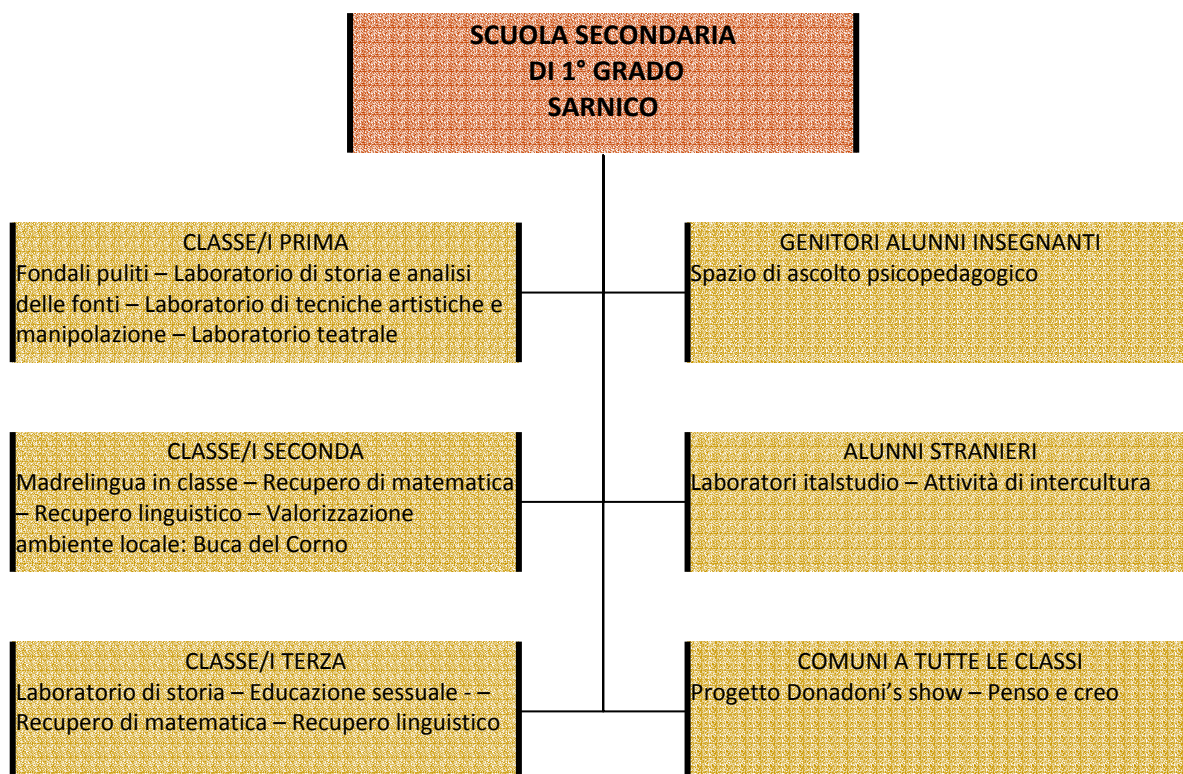 SCUOLA SECONDARIA
DI 1° GRADO
SARNICO
CLASSE/I PRIMA
Fondali puliti – Laboratorio di storia e analisi
delle fonti – Laboratorio di tecniche artistiche e
manipolazione – Laboratorio teatrale
GENITORI ALUNNI INSEGNANTI
Spazio di ascolto psicopedagogico
CLASSE/I SECONDA
Madrelingua in classe – Recupero di matematica
– Recupero linguistico – Valorizzazione
ambiente locale: Buca del Corno
ALUNNI STRANIERI
Laboratori italstudio – Attività di intercultura
CLASSE/I TERZA
Laboratorio di storia – Educazione sessuale - –
Recupero di matematica – Recupero linguistico
COMUNI A TUTTE LE CLASSI
Progetto Donadoni’s show – Penso e creo